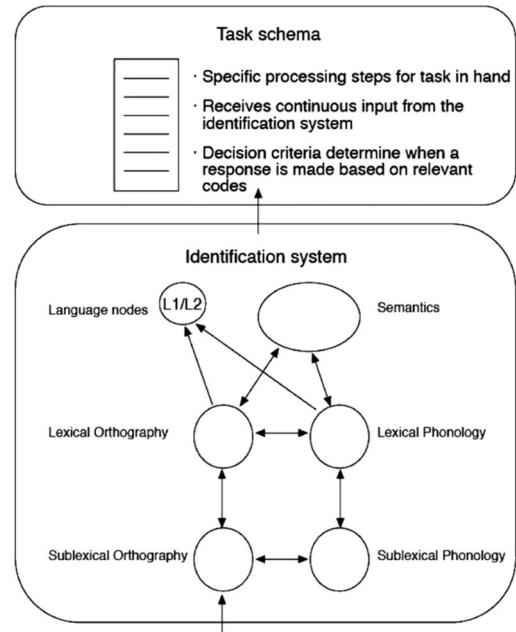 Task schema
· Specific processing steps for task in hand
· Receives continuous input from the
identification system
· Decision criteria determine when a
response is made based on relevant
codes
Identification system
Language nodes
L1/L2
Semantics
Lexical Orthography
Lexical Phonology
Sublexical Orthography
Sublexical Phonology